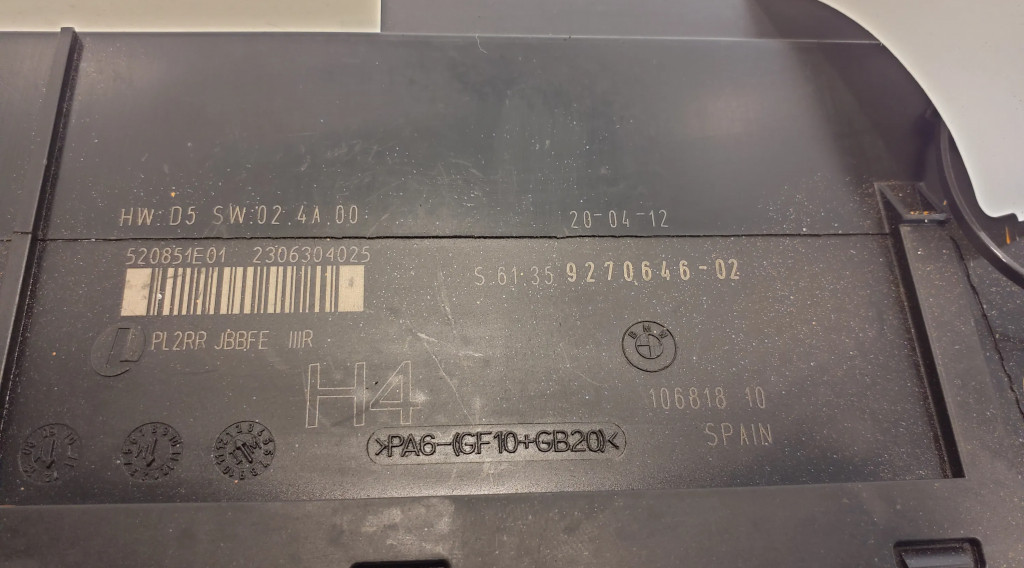 HW:D5 SW:02.4A.00
20-04-12
520851E01 2306304025
S 61.35 9270646-02
PL2RR JBBFE IIIR
BMW
H4
106818 10
>PA6-(GF10+GB20)<
SPAIN